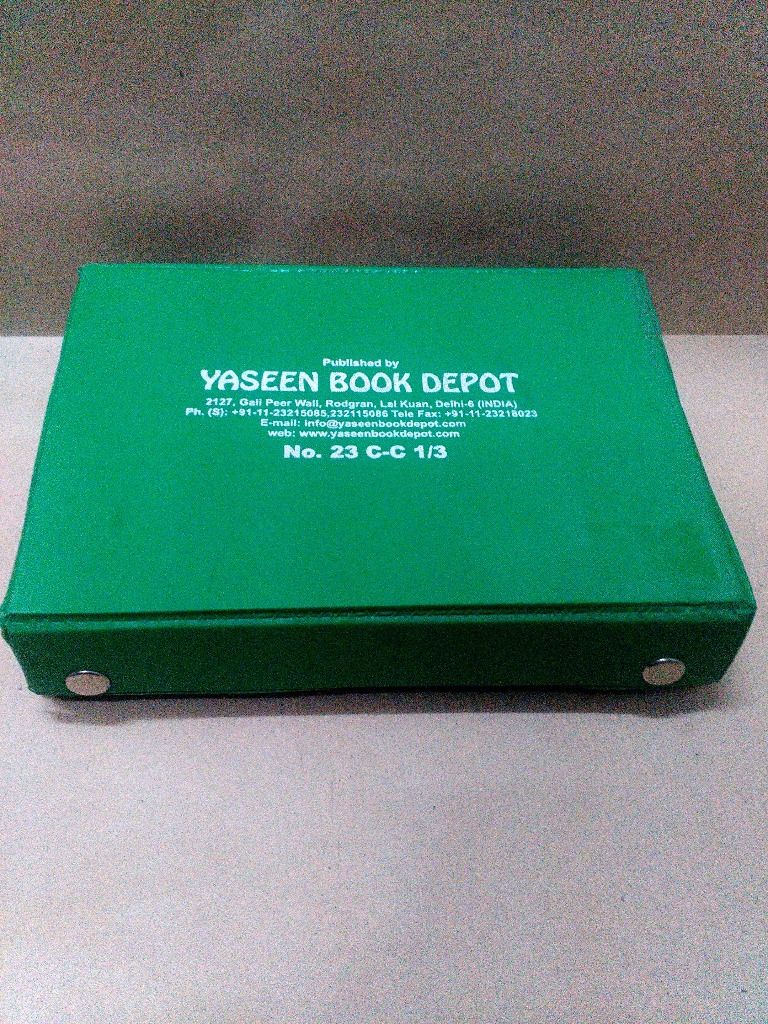 Published by
YASEEN BOOK DEPOT
2127, Gali Peer Wali, Rodgran, Lal Kuan, Delhi-6 (INDIA)
Ph. (S): +91-11-23215085,232115086 Tele Fax: +91-11-23218023
E-mail: info@yaseenbookdepot.com
web: www.yaseenbookdepot.com
No. 23 C-C 1/3